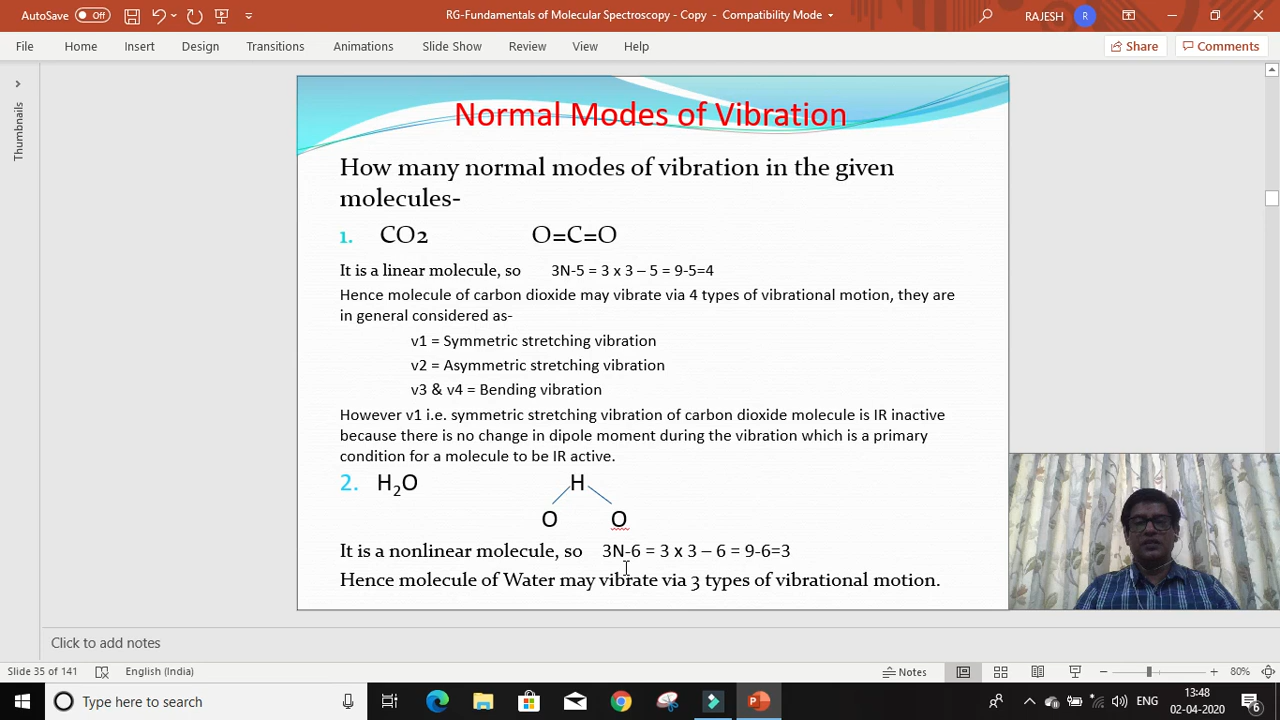 AutoSave Off RG-Fundamentals of Molecular Spectroscopy - Copy - Compatibility Mode RAJESH R
File Home Insert Design Transitions Animations Slide Show Review View Help Share Comments
Thumbnails
Normal Modes of Vibration
How many normal modes of vibration in the given
molecules-
1. CO2 O=C=O
It is a linear molecule, so 3N-5 = 3 x 3 – 5 = 9-5=4
Hence molecule of carbon dioxide may vibrate via 4 types of vibrational motion, they are
in general considered as-
v1 = Symmetric stretching vibration
v2 = Asymmetric stretching vibration
v3 & v4 = Bending vibration
However v1 i.e. symmetric stretching vibration of carbon dioxide molecule is IR inactive
because there is no change in dipole moment during the vibration which is a primary
condition for a molecule to be IR active.
2. H2O H
O O
It is a nonlinear molecule, so 3N-6 = 3 x 3 – 6 = 9-6=3
Hence molecule of Water may vibrate via 3 types of vibrational motion.
Click to add notes
Slide 35 of 141 English (India) Notes 80%
Type here to search ENG 13:48
02-04-2020 6